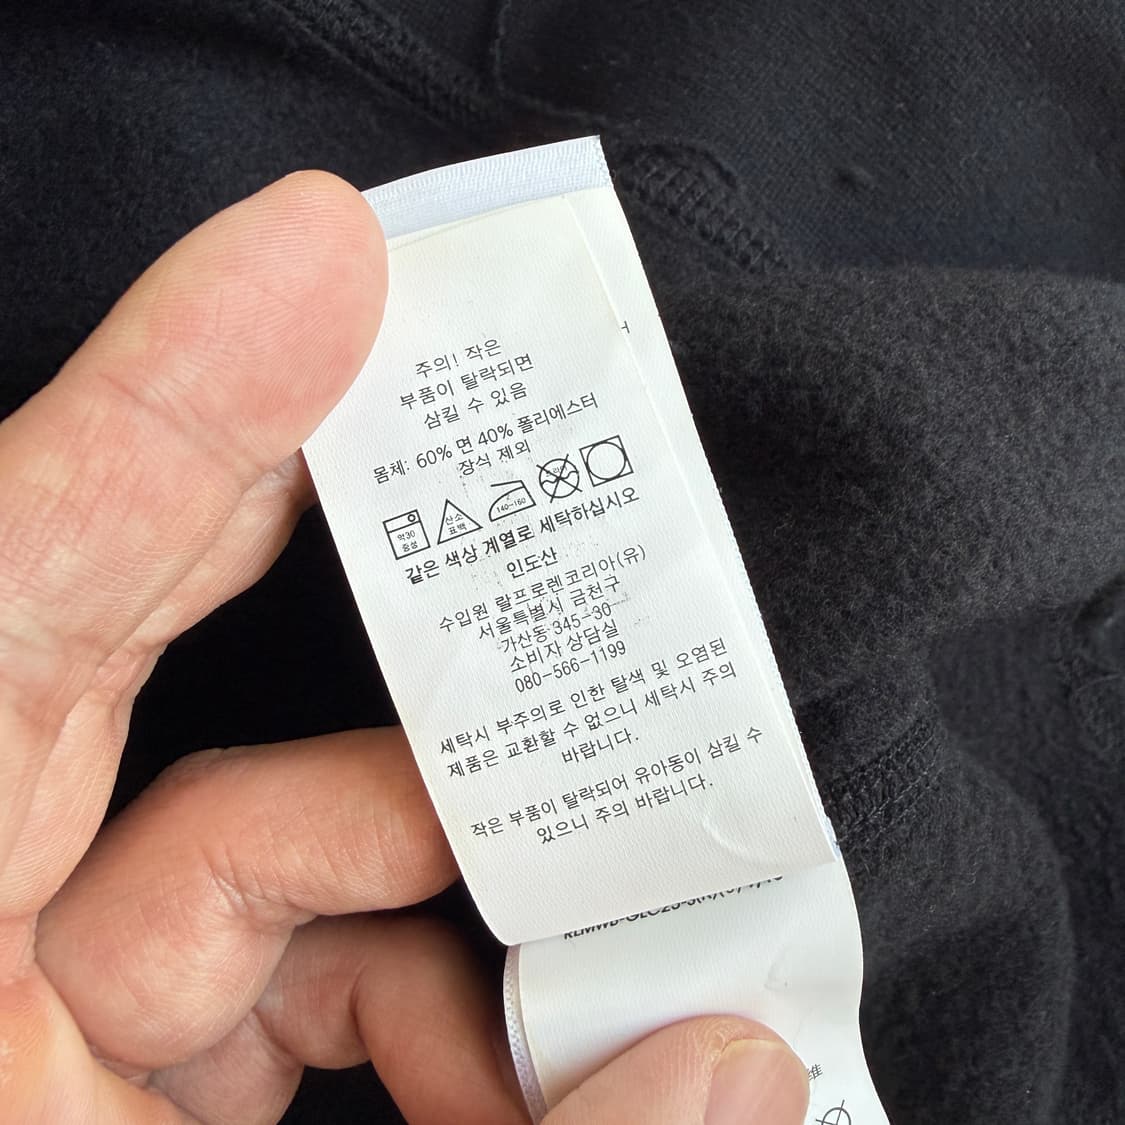 주의! 작은
부품이 탈락되면
삼킬 수 있음
몸체: 60% 면 40% 폴리에스터
장식 제외
약30
중성
산소
표백
140~160
같은 색상 계열로 세탁하십시오
인도산
수입원 랄프로렌코리아(유)
서울특별시 금천구
가산동 345-30
소비자 상담실
080-566-1199
세탁시 부주의로 인한 탈색 및 오염된
제품은 교환할 수 없으니 세탁시 주의
바랍니다.
작은 부품이 탈락되어 유아동이 삼킬 수
있으니 주의 바랍니다.
维